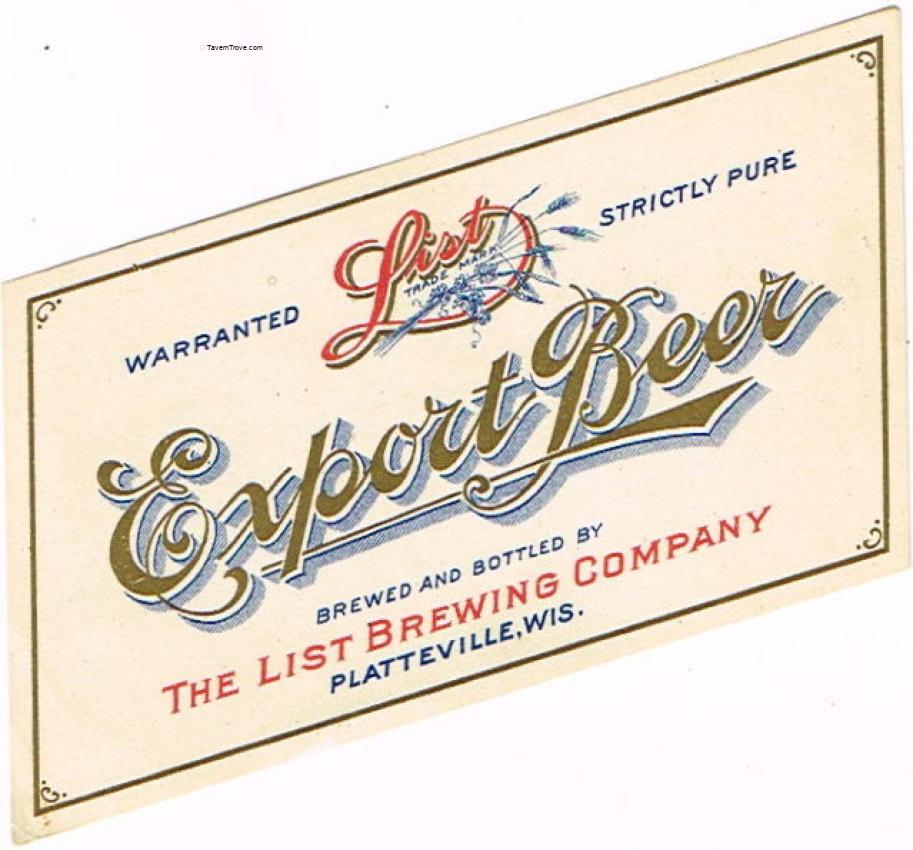 TavernTrove.com
WARRANTED List STRICTLY PURE
TRADE MARK
Export Beer
BREWED AND BOTTLED BY
THE LIST BREWING COMPANY
PLATTEVILLE, WIS.